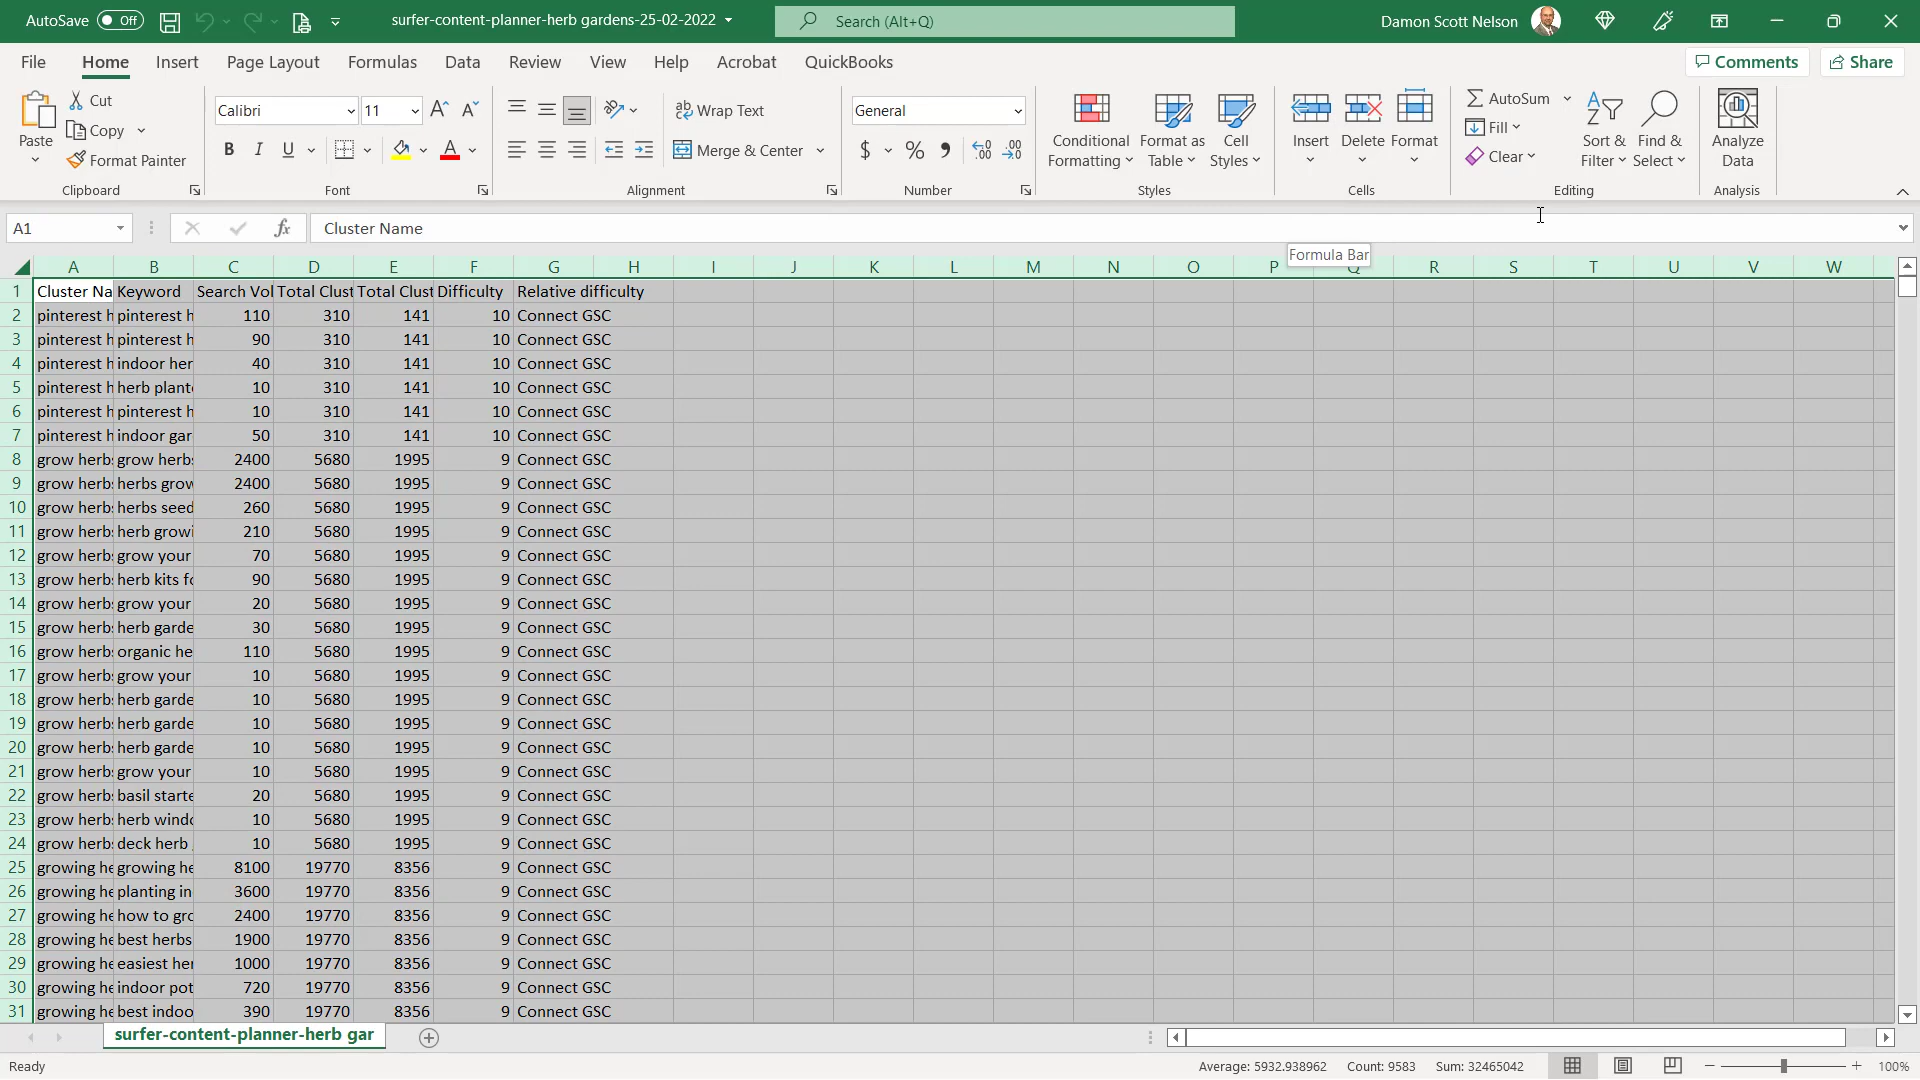 AutoSave Off surfer-content-planner-herb gardens-25-02-2022 Search (Alt+Q) Damon Scott Nelson
File Home Insert Page Layout Formulas Data Review View Help Acrobat QuickBooks Comments Share
Paste Cut Copy Format Painter Clipboard
Calibri 11 B I U A Font
ab Wrap Text Merge & Center Alignment
General $ % Number
Conditional Formatting Format as Table Cell Styles Styles
Insert Delete Format Cells
AutoSum Fill Clear Sort & Filter Find & Select Editing
Analyze Data Analysis
A1 fx Cluster Name
Formula Bar
A B C D E F G H I J K L M N O P Q R S T U V W
1 Cluster Na Keyword Search Vol Total Clust Total Clust Difficulty Relative difficulty
2 pinterest h pinterest h 110 310 141 10 Connect GSC
3 pinterest h pinterest h 90 310 141 10 Connect GSC
4 pinterest h indoor her 40 310 141 10 Connect GSC
5 pinterest h herb plant 10 310 141 10 Connect GSC
6 pinterest h pinterest h 10 310 141 10 Connect GSC
7 pinterest h indoor gar 50 310 141 10 Connect GSC
8 grow herbs grow herbs 2400 5680 1995 9 Connect GSC
9 grow herbs herbs grow 2400 5680 1995 9 Connect GSC
10 grow herbs herbs seed 260 5680 1995 9 Connect GSC
11 grow herbs herb growi 210 5680 1995 9 Connect GSC
12 grow herbs grow your 70 5680 1995 9 Connect GSC
13 grow herbs herb kits fo 90 5680 1995 9 Connect GSC
14 grow herbs grow your 20 5680 1995 9 Connect GSC
15 grow herbs herb garde 30 5680 1995 9 Connect GSC
16 grow herbs organic he 110 5680 1995 9 Connect GSC
17 grow herbs grow your 10 5680 1995 9 Connect GSC
18 grow herbs herb garde 10 5680 1995 9 Connect GSC
19 grow herbs herb garde 10 5680 1995 9 Connect GSC
20 grow herbs herb garde 10 5680 1995 9 Connect GSC
21 grow herbs grow your 10 5680 1995 9 Connect GSC
22 grow herbs basil starte 20 5680 1995 9 Connect GSC
23 grow herbs herb windo 10 5680 1995 9 Connect GSC
24 grow herbs deck herb 10 5680 1995 9 Connect GSC
25 growing he growing he 8100 19770 8356 9 Connect GSC
26 growing he planting in 3600 19770 8356 9 Connect GSC
27 growing he how to gro 2400 19770 8356 9 Connect GSC
28 growing he best herbs 1900 19770 8356 9 Connect GSC
29 growing he easiest her 1000 19770 8356 9 Connect GSC
30 growing he indoor pot 720 19770 8356 9 Connect GSC
31 growing he best indoo 390 19770 8356 9 Connect GSC
surfer-content-planner-herb gar
Ready Average: 5932.938962 Count: 9583 Sum: 32465042 100%